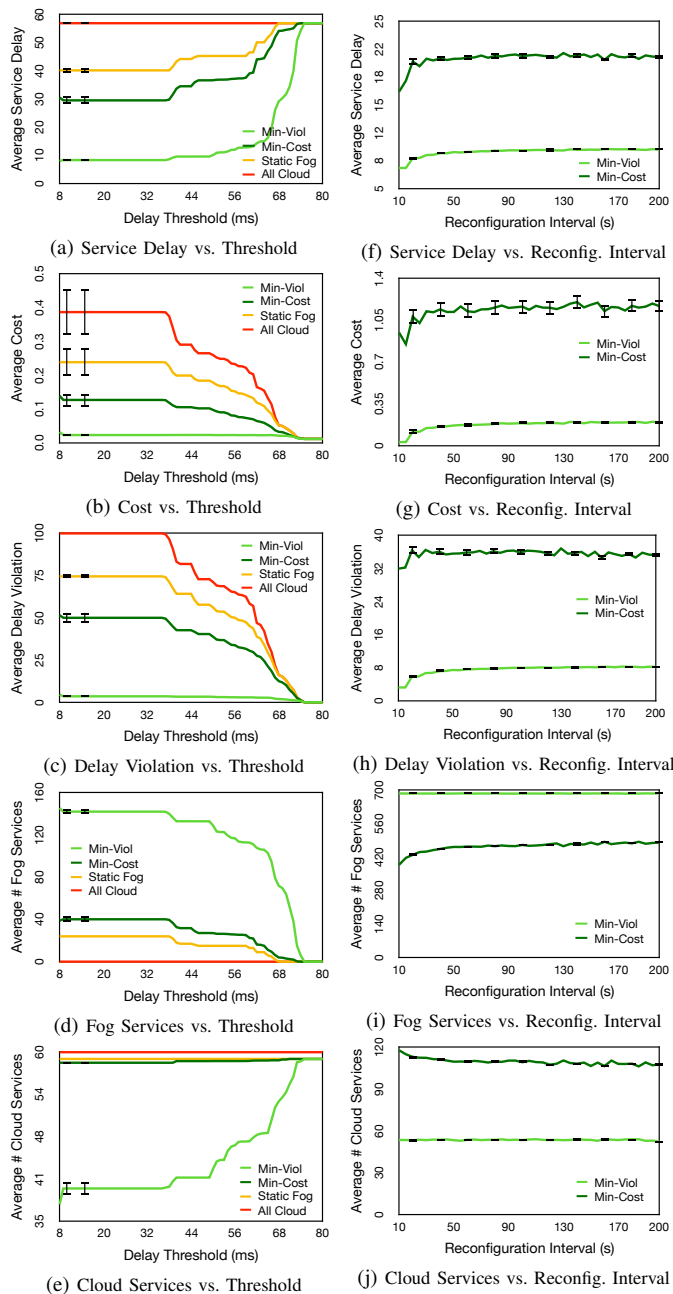 60
50
40
30
20
10
0
Average Service Delay
Min-Viol
Min-Cost
Static Fog
All Cloud
8 20 32 44 56 68 80
Delay Threshold (ms)
(a) Service Delay vs. Threshold
0.5
0.4
0.3
0.2
0.1
0.0
Average Cost
Min-Viol
Min-Cost
Static Fog
All Cloud
8 20 32 44 56 68 80
Delay Threshold (ms)
(b) Cost vs. Threshold
100
75
50
25
0
Average Delay Violation
Min-Viol
Min-Cost
Static Fog
All Cloud
8 20 32 44 56 68 80
Delay Threshold (ms)
(c) Delay Violation vs. Threshold
160
120
80
40
0
Average # Fog Services
Min-Viol
Min-Cost
Static Fog
All Cloud
8 20 32 44 56 68 80
Delay Threshold (ms)
(d) Fog Services vs. Threshold
60
54
48
41
35
Average # Cloud Services
Min-Viol
Min-Cost
Static Fog
All Cloud
8 20 32 44 56 68 80
Delay Threshold (ms)
(e) Cloud Services vs. Threshold
25
22
18
15
12
8
5
Average Service Delay
Min-Viol
Min-Cost
10 50 90 130 170 200
Reconfiguration Interval (s)
(f) Service Delay vs. Reconfig. Interval
1.4
1.05
0.7
0.35
0
Average Cost
Min-Viol
Min-Cost
10 50 90 130 170 200
Reconfiguration Interval (s)
(g) Cost vs. Reconfig. Interval
40
32
24
16
8
0
Average Delay Violation
Min-Viol
Min-Cost
10 50 90 130 170 200
Reconfiguration Interval (s)
(h) Delay Violation vs. Reconfig. Interval
700
560
420
280
140
0
Average # Fog Services
Min-Viol
Min-Cost
10 50 90 130 170 200
Reconfiguration Interval (s)
(i) Fog Services vs. Reconfig. Interval
120
90
60
30
0
Average # Cloud Services
Min-Viol
Min-Cost
10 50 90 130 170 200
Reconfiguration Interval (s)
(j) Cloud Services vs. Reconfig. Interval